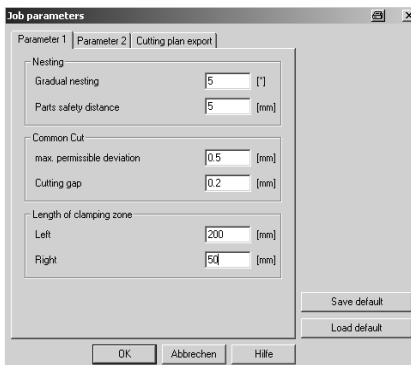 Job parameters
Parameter 1 Parameter 2 Cutting plan export
Nesting
Gradual nesting 5 [°]
Parts safety distance 5 [mm]
Common Cut
max. permissible deviation 0.5 [mm]
Cutting gap 0.2 [mm]
Length of clamping zone
Left 200 [mm]
Right 50 [mm]
Save default
Load default
OK Abbrechen Hilfe